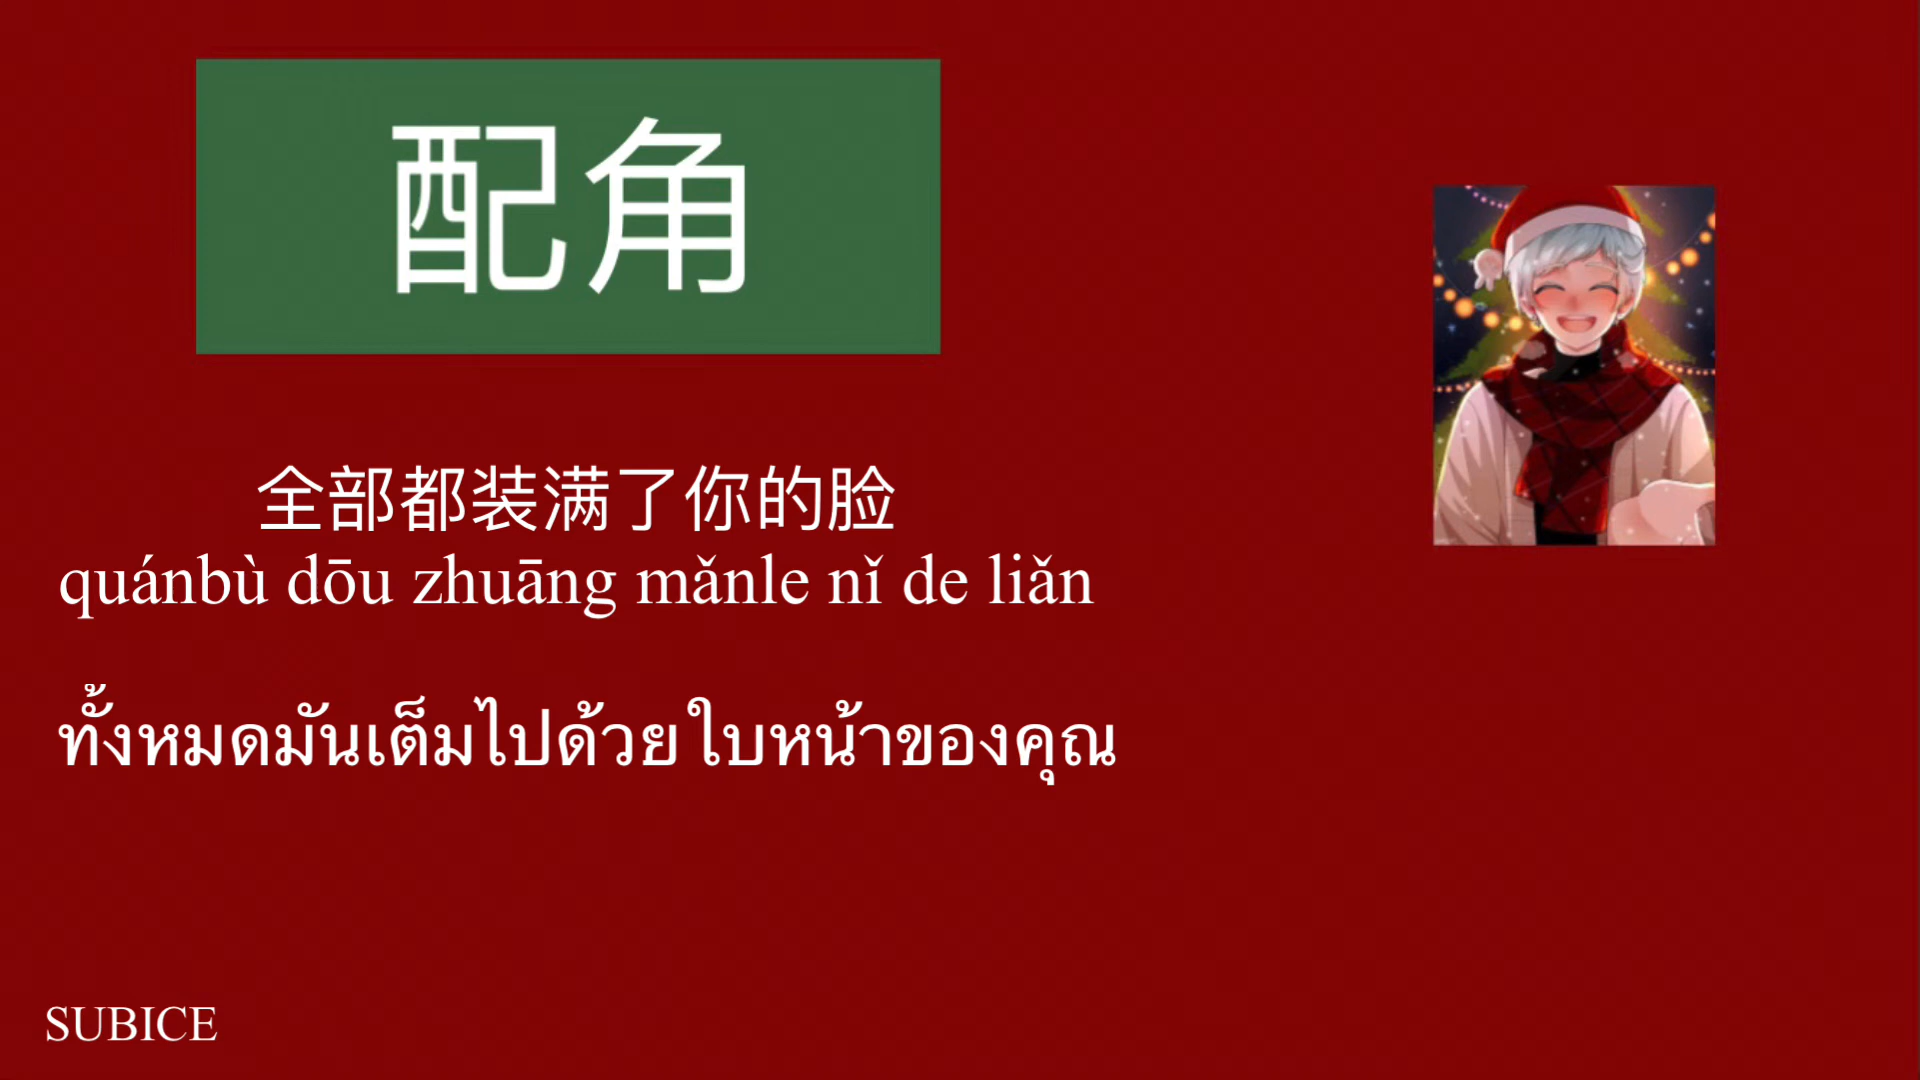 配角
全部都装满了你的脸
quánbù dōu zhuāng mǎnle nǐ de liǎn
ทั้งหมดมันเต็มไปด้วยใบหน้าของคุณ
SUBICE